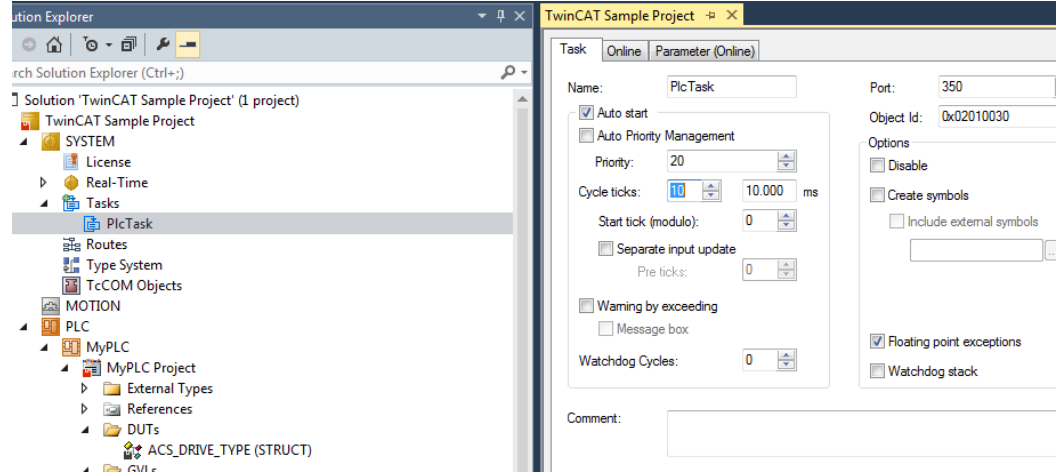 ution Explorer
rch Solution Explorer (Ctrl+;)
Solution 'TwinCAT Sample Project' (1 project)
TwinCAT Sample Project
SYSTEM
License
Real-Time
Tasks
PlcTask
Routes
Type System
TcCOM Objects
MOTION
PLC
MyPLC
MyPLC Project
External Types
References
DUTs
ACS_DRIVE_TYPE (STRUCT)
GVLs
TwinCAT Sample Project
Task Online Parameter (Online)
Name: PlcTask
Auto start
Auto Priority Management
Priority: 20
Cycle ticks: 10 10.000 ms
Start tick (modulo): 0
Separate input update
Pre ticks: 0
Warning by exceeding
Message box
Watchdog Cycles: 0
Port: 350
Object Id: 0x02010030
Options
Disable
Create symbols
Include external symbols
...
Floating point exceptions
Watchdog stack
Comment: